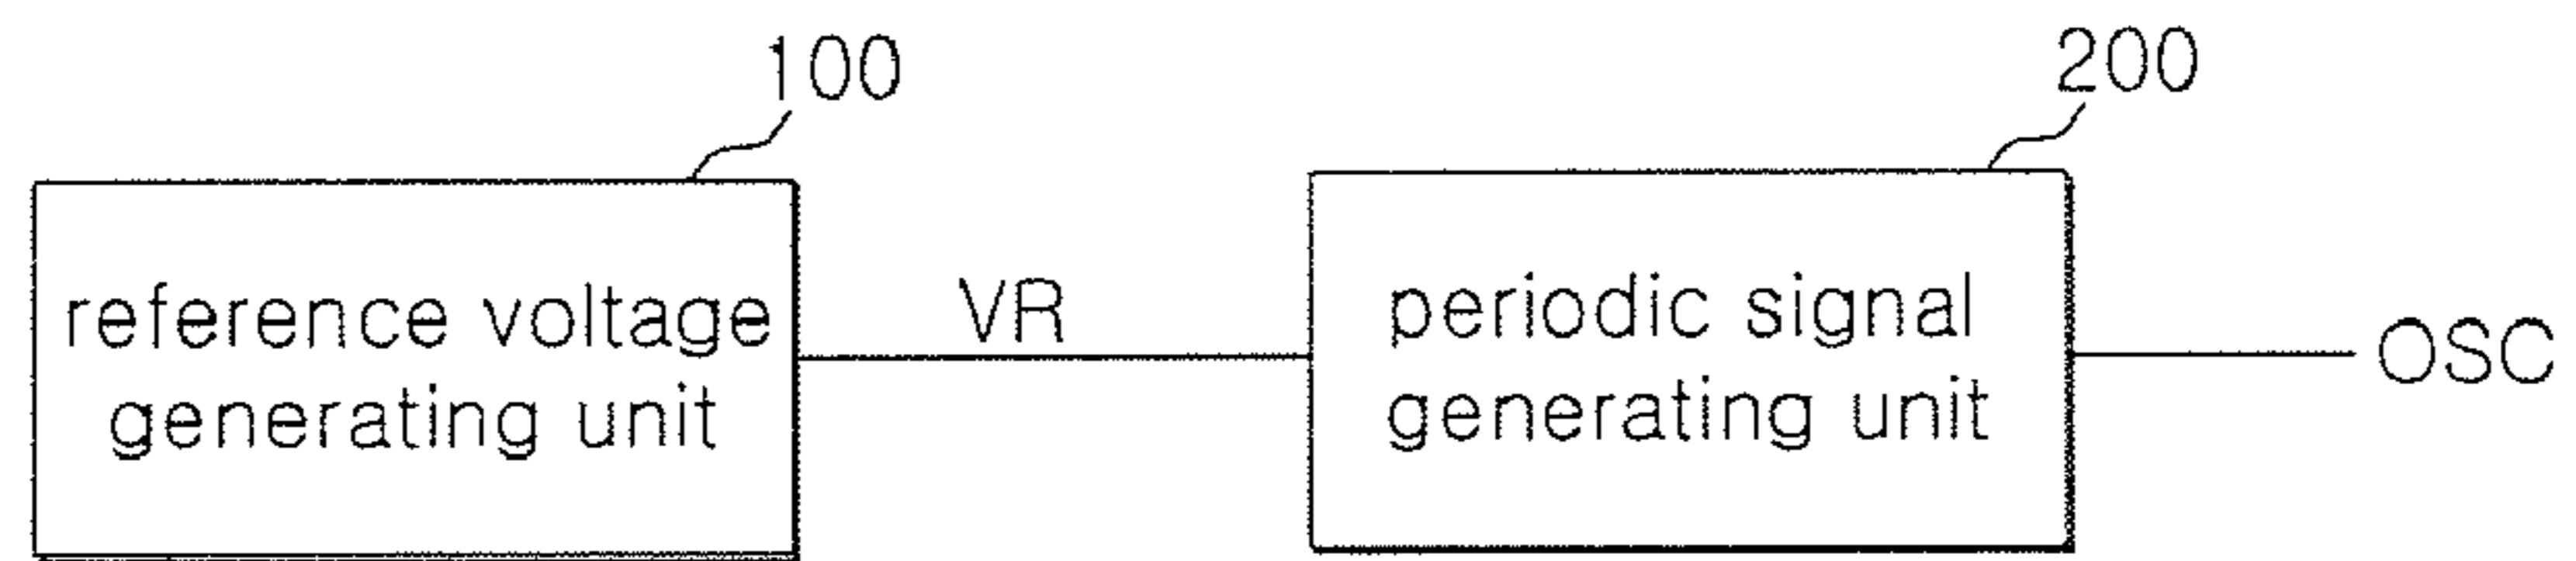 100
200
reference voltage
generating unit
VR
periodic signal
generating unit
OSC